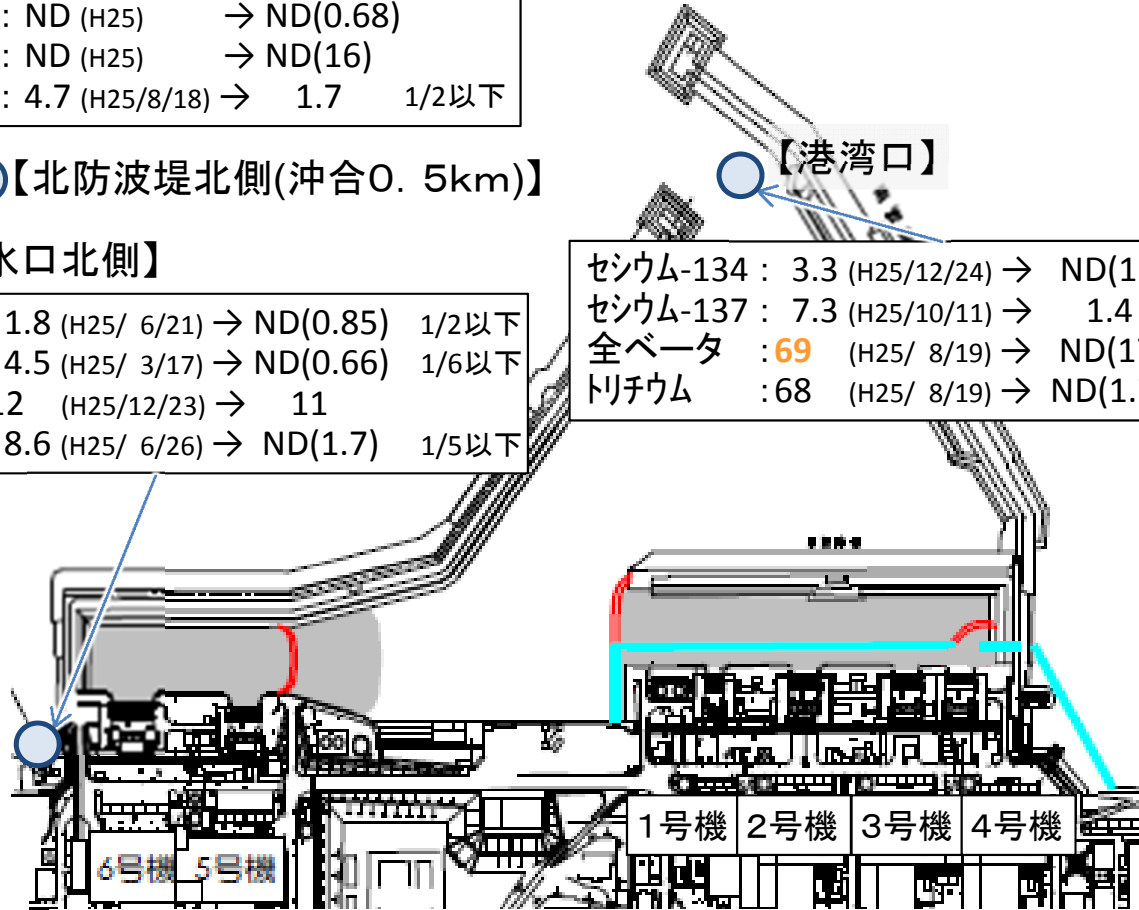 : ND (H25) → ND(0.68)
: ND (H25) → ND(16)
: 4.7 (H25/8/18) → 1.7 1/2以下
【港湾口】
【北防波堤北側(沖合0．5km)】
水口北側】
セシウム-134 : 3.3 (H25/12/24) → ND(1
セシウム-137 : 7.3 (H25/10/11) → 1.4
全ベータ :69 (H25/ 8/19) → ND(17
トリチウム :68 (H25/ 8/19) → ND(1.
1.8 (H25/ 6/21) → ND(0.85) 1/2以下
4.5 (H25/ 3/17) → ND(0.66) 1/6以下
12 (H25/12/23) → 11
8.6 (H25/ 6/26) → ND(1.7) 1/5以下
1号機 2号機 3号機 4号機
6号機 5号機